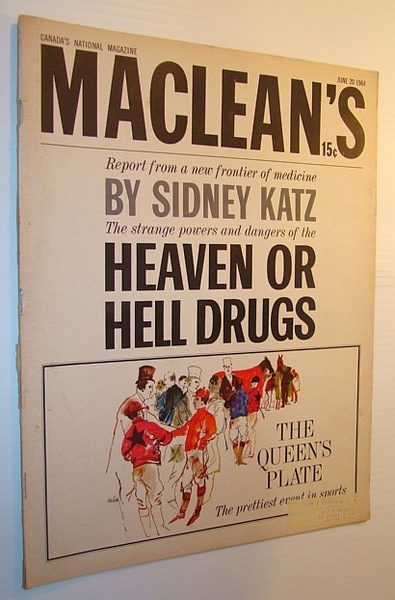 CANADA'S NATIONAL MAGAZINE
JUNE 20 1964
MACLEAN'S
15¢
Report from a new frontier of medicine
BY SIDNEY KATZ
The strange powers and dangers of the
HEAVEN OR
HELL DRUGS
THE
QUEEN'S
PLATE
The prettiest event in sports